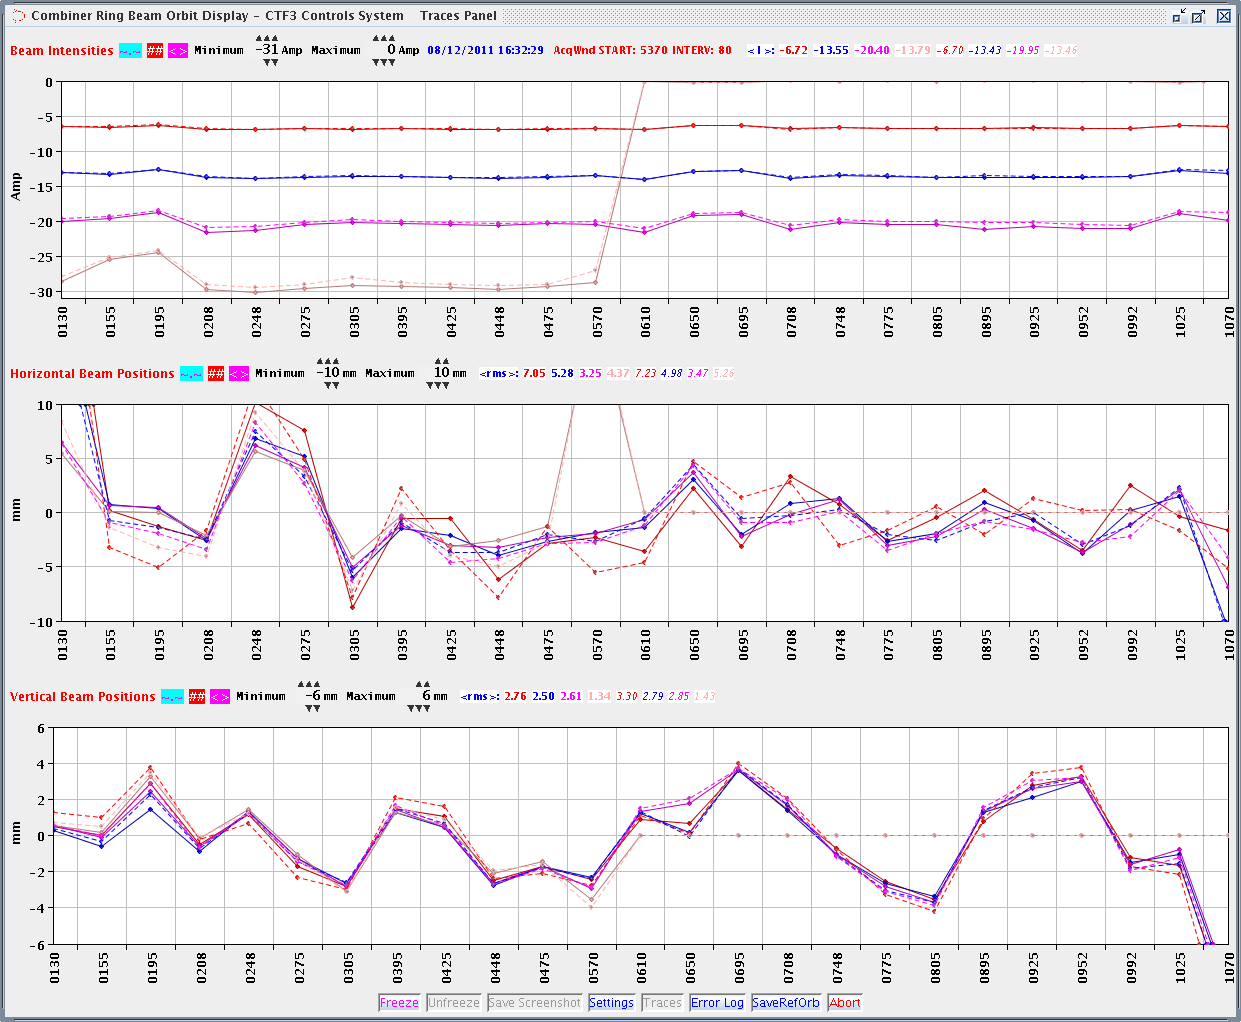 Combiner Ring Beam Orbit Display - CTF3 Controls System Traces Panel
Beam Intensities ~.~ ## <> Minimum -31 Amp Maximum 0 Amp 08/12/2011 16:32:29 AcqWnd START: 5370 INTERV: 80 <I>: -6.72 -13.55 -20.40 -13.79 -6.70 -13.43 -19.95 -13.46
0
-5
-10
-15
-20
-25
-30
Amp
0130 0155 0195 0208 0248 0275 0305 0395 0425 0448 0475 0570 0610 0650 0695 0708 0748 0775 0805 0895 0925 0952 0992 1025 1070
Horizontal Beam Positions ~.~ ## <> Minimum -10 mm Maximum 10 mm <rms>: 7.05 5.28 3.25 4.37 7.23 4.98 3.47 5.26
10
5
0
-5
-10
mm
0130 0155 0195 0208 0248 0275 0305 0395 0425 0448 0475 0570 0610 0650 0695 0708 0748 0775 0805 0895 0925 0952 0992 1025 1070
Vertical Beam Positions ~.~ ## <> Minimum -6 mm Maximum 6 mm <rms>: 2.76 2.50 2.61 1.34 3.30 2.79 2.85 1.43
6
4
2
0
-2
-4
-6
mm
0130 0155 0195 0208 0248 0275 0305 0395 0425 0448 0475 0570 0610 0650 0695 0708 0748 0775 0805 0895 0925 0952 0992 1025 1070
Freeze Unfreeze Save Screenshot Settings Traces Error Log SaveRefOrb Abort